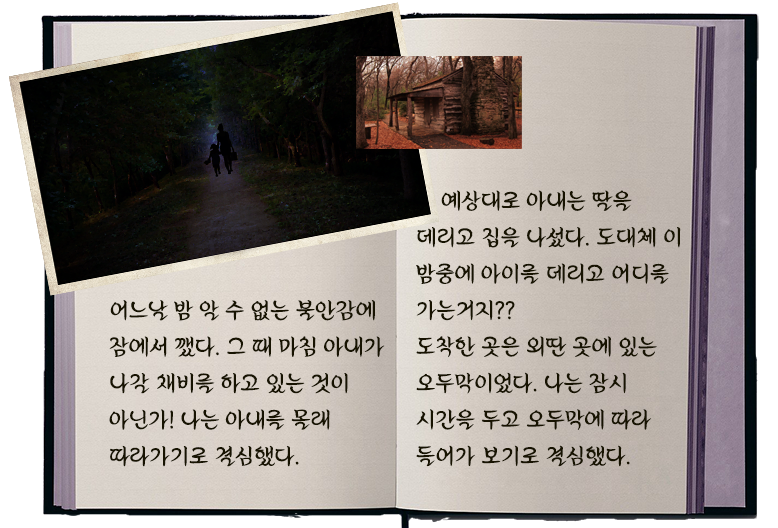 어느날 밤 알 수 없는 불안감에
잠에서 깼다. 그 때 마침 아내가
나갈 채비를 하고 있는 것이
아닌가! 나는 아내를 몰래
따라가기로 결심했다.
예상대로 아내는 딸을
데리고 집을 나섰다. 도대체 이
밤중에 아이를 데리고 어디를
가는거지??
도착한 곳은 외딴 곳에 있는
오두막이었다. 나는 잠시
시간을 두고 오두막에 따라
들어가 보기로 결심했다.